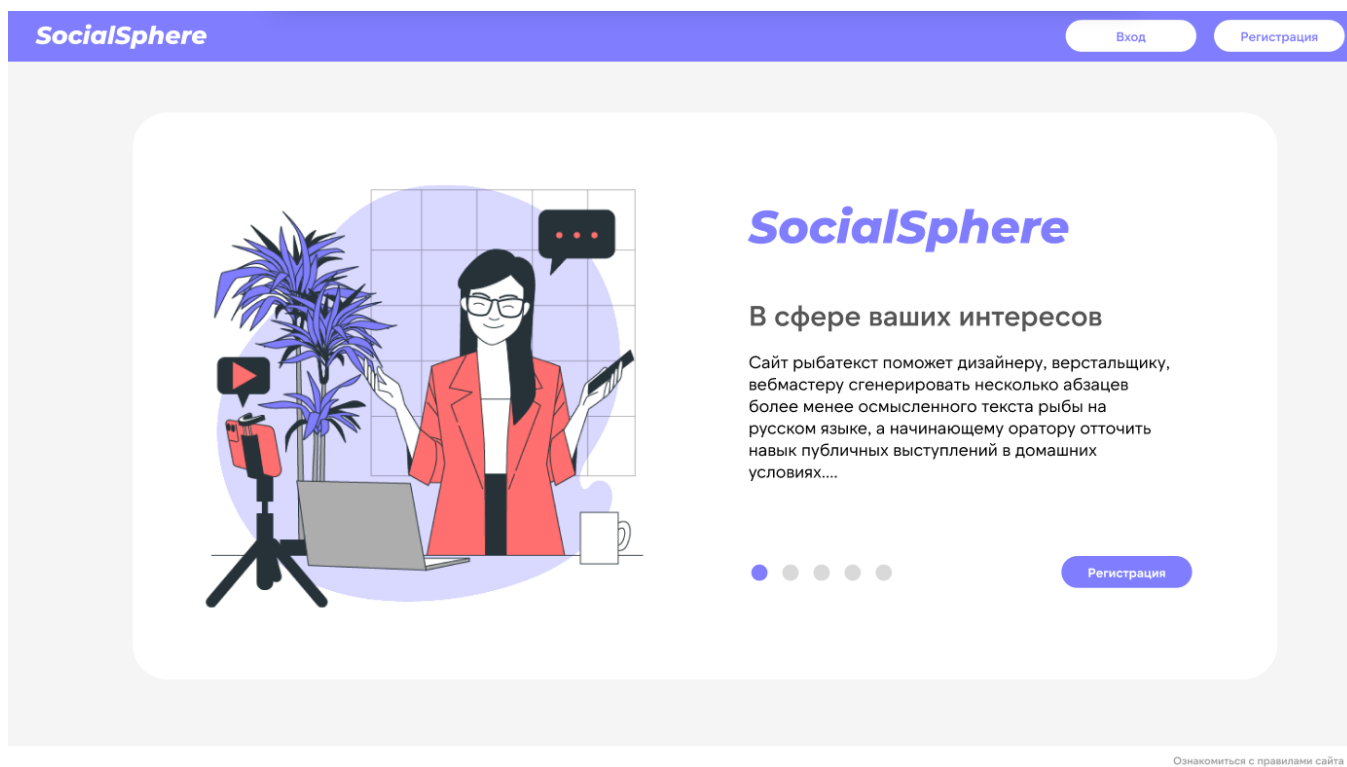 SocialSphere
Вход
Регистрация
SocialSphere
В сфере ваших интересов
Сайт рыбатекст поможет дизайнеру, верстальщику,
вебмастеру сгенерировать несколько абзацев
более менее осмысленного текста рыбы на
русском языке, а начинающему оратору отточить
навык публичных выступлений в домашних
условиях....
Регистрация
Ознакомиться с правилами сайта